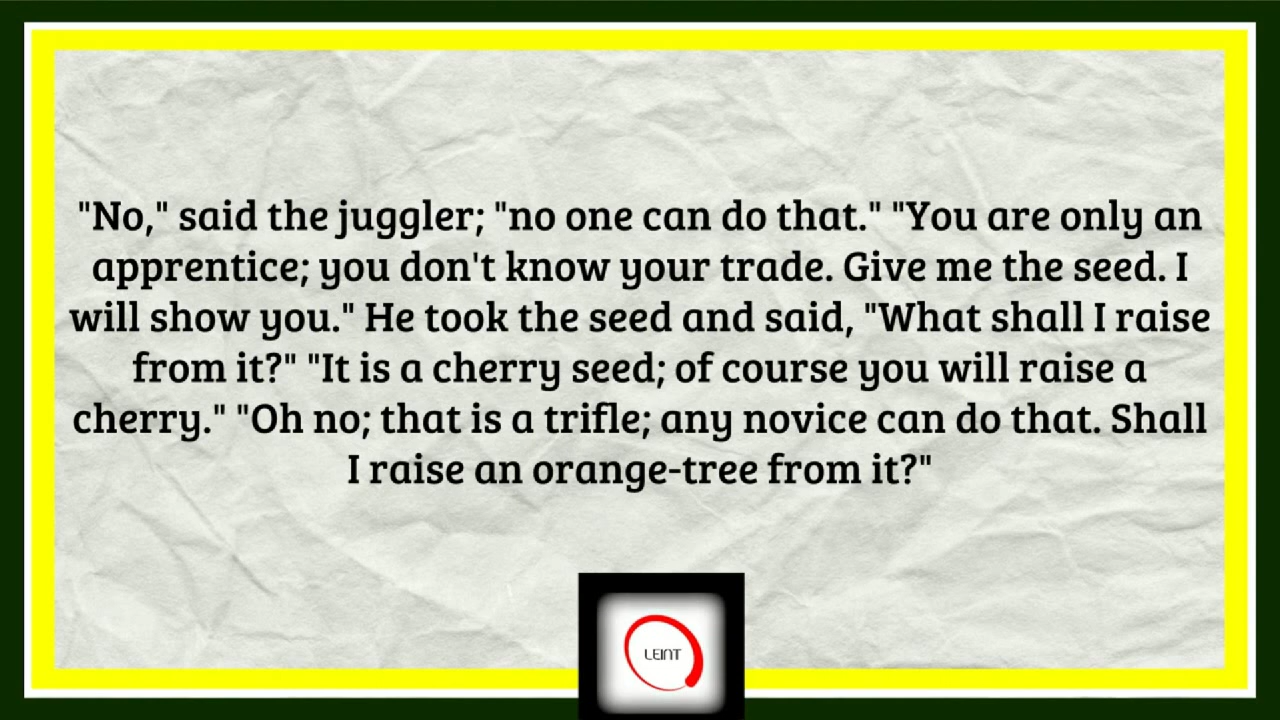 "No," said the juggler; "no one can do that." "You are only an
apprentice; you don't know your trade. Give me the seed. I
will show you." He took the seed and said, "What shall I raise
from it?" "It is a cherry seed; of course you will raise a
cherry." "Oh no; that is a trifle; any novice can do that. Shall
I raise an orange-tree from it?"
LEINT